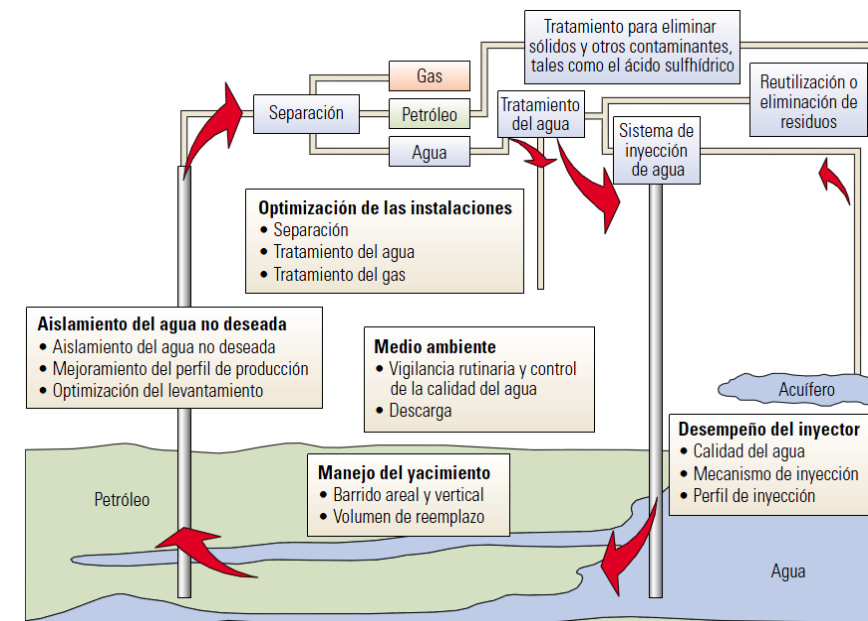 Tratamiento para eliminar
sólidos y otros contaminantes,
tales como el ácido sulfhídrico
Gas
Separación
Petróleo
Agua
Tratamiento
del agua
Reutilización o
eliminación de
residuos
Sistema de
inyección
de agua
Optimización de las instalaciones
• Separación
• Tratamiento del agua
• Tratamiento del gas
Aislamiento del agua no deseada
• Aislamiento del agua no deseada
• Mejoramiento del perfil de producción
• Optimización del levantamiento
Medio ambiente
• Vigilancia rutinaria y control
de la calidad del agua
• Descarga
Acuífero
Desempeño del inyector
• Calidad del agua
• Mecanismo de inyección
• Perfil de inyección
Manejo del yacimiento
• Barrido areal y vertical
• Volumen de reemplazo
Petróleo
Agua